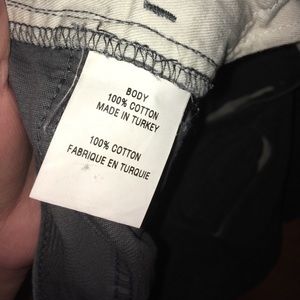 BODY
100% COTTON
MADE IN TURKEY
100% COTTON
FABRIQUE EN TURQUIE